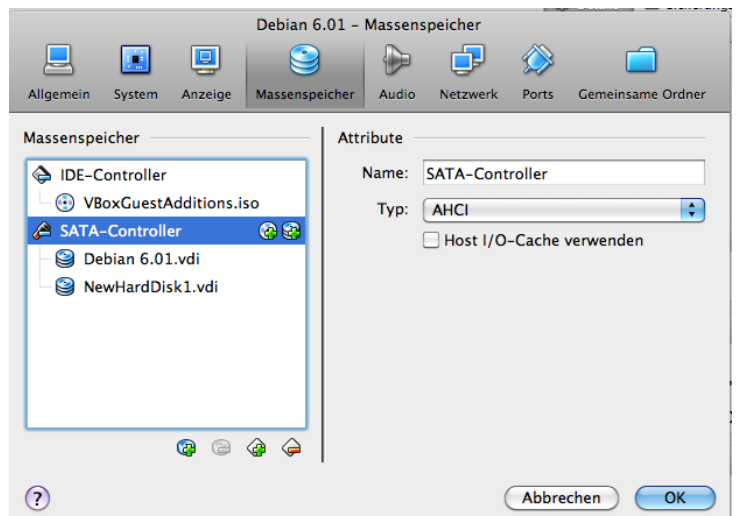 Debian 6.01 – Massenspeicher
Allgemein System Anzeige Massenspeicher Audio Netzwerk Ports Gemeinsame Ordner
Massenspeicher
IDE-Controller
VBoxGuestAdditions.iso
SATA-Controller
Debian 6.01.vdi
NewHardDisk1.vdi
Attribute
Name: SATA-Controller
Typ: AHCI
Host I/O-Cache verwenden
?
Abbrechen OK